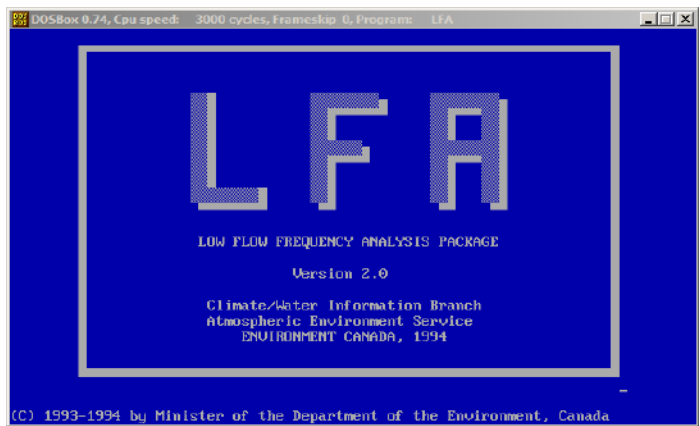 DOSBox 0.74, Cpu speed: 3000 cycles, Frameskip 0, Program: LFA
LFA
LOW FLOW FREQUENCY ANALYSIS PACKAGE
Version 2.0
Climate/Water Information Branch
Atmospheric Environment Service
ENVIRONMENT CANADA, 1994
(C) 1993-1994 by Minister of the Department of the Environment, Canada